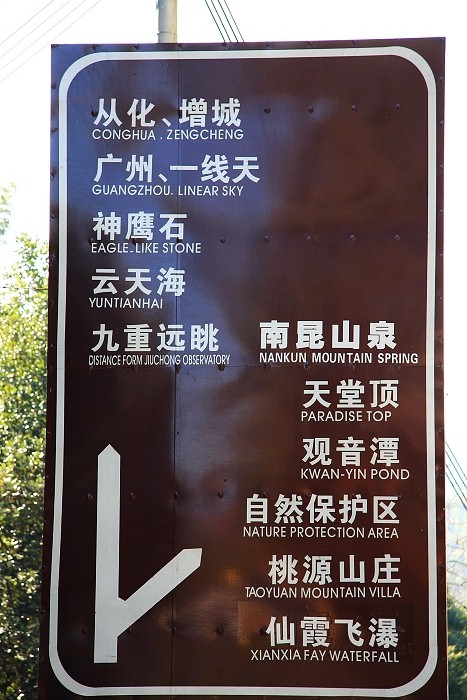 从化、增城
CONGHUA . ZENGCHENG
广州、一线天
GUANGZHOU. LINEAR SKY
神鹰石
EAGLE-LIKE STONE
云天海
YUNTIANHAI
九重远眺
DISTANCE FORM JIUCHONG OBSERVATORY
南昆山泉
NANKUN MOUNTAIN SPRING
天堂顶
PARADISE TOP
观音潭
KWAN-YIN POND
自然保护区
NATURE PROTECTION AREA
桃源山庄
TAOYUAN MOUNTAIN VILLA
仙霞飞瀑
XIANXIA FAY WATERFALL